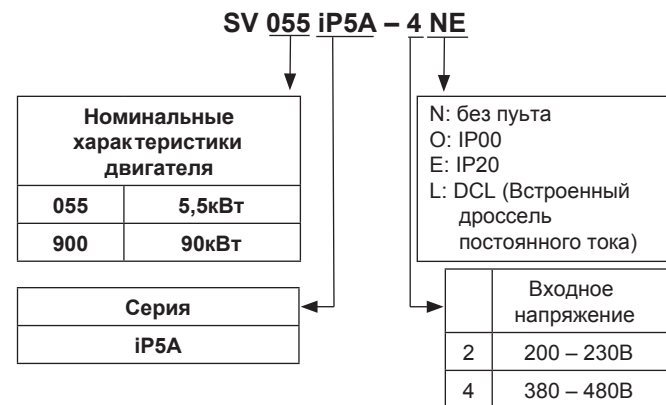 SV 055 iP5A – 4 NE
Номинальные
характеристики
двигателя
055 5,5кВт
900 90кВт
Серия
iP5A
N: без пуьта
O: IP00
E: IP20
L: DCL (Встроенный
дроссель
постоянного тока)
Входное
напряжение
2 200 – 230В
4 380 – 480В